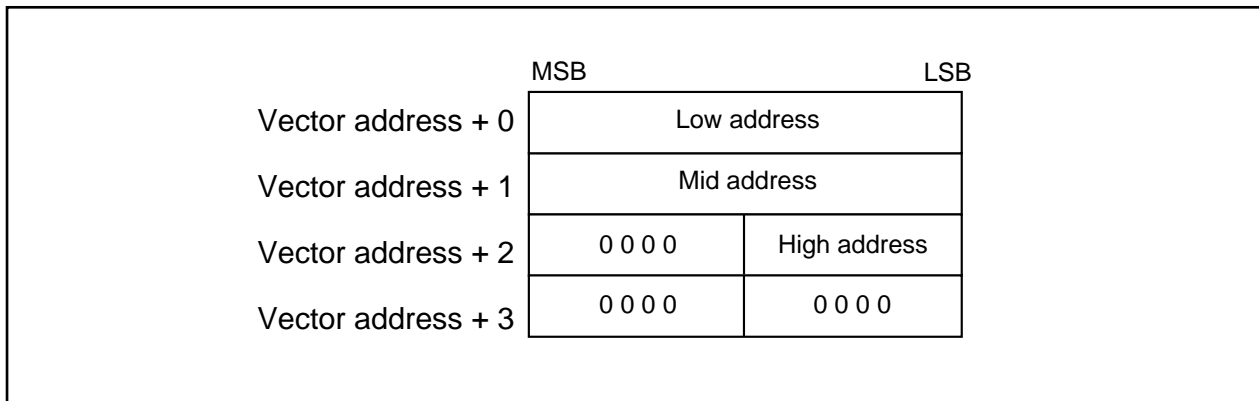 MSB LSB
Vector address + 0 Low address
Vector address + 1 Mid address
Vector address + 2 0 0 0 0 High address
Vector address + 3 0 0 0 0 0 0 0 0